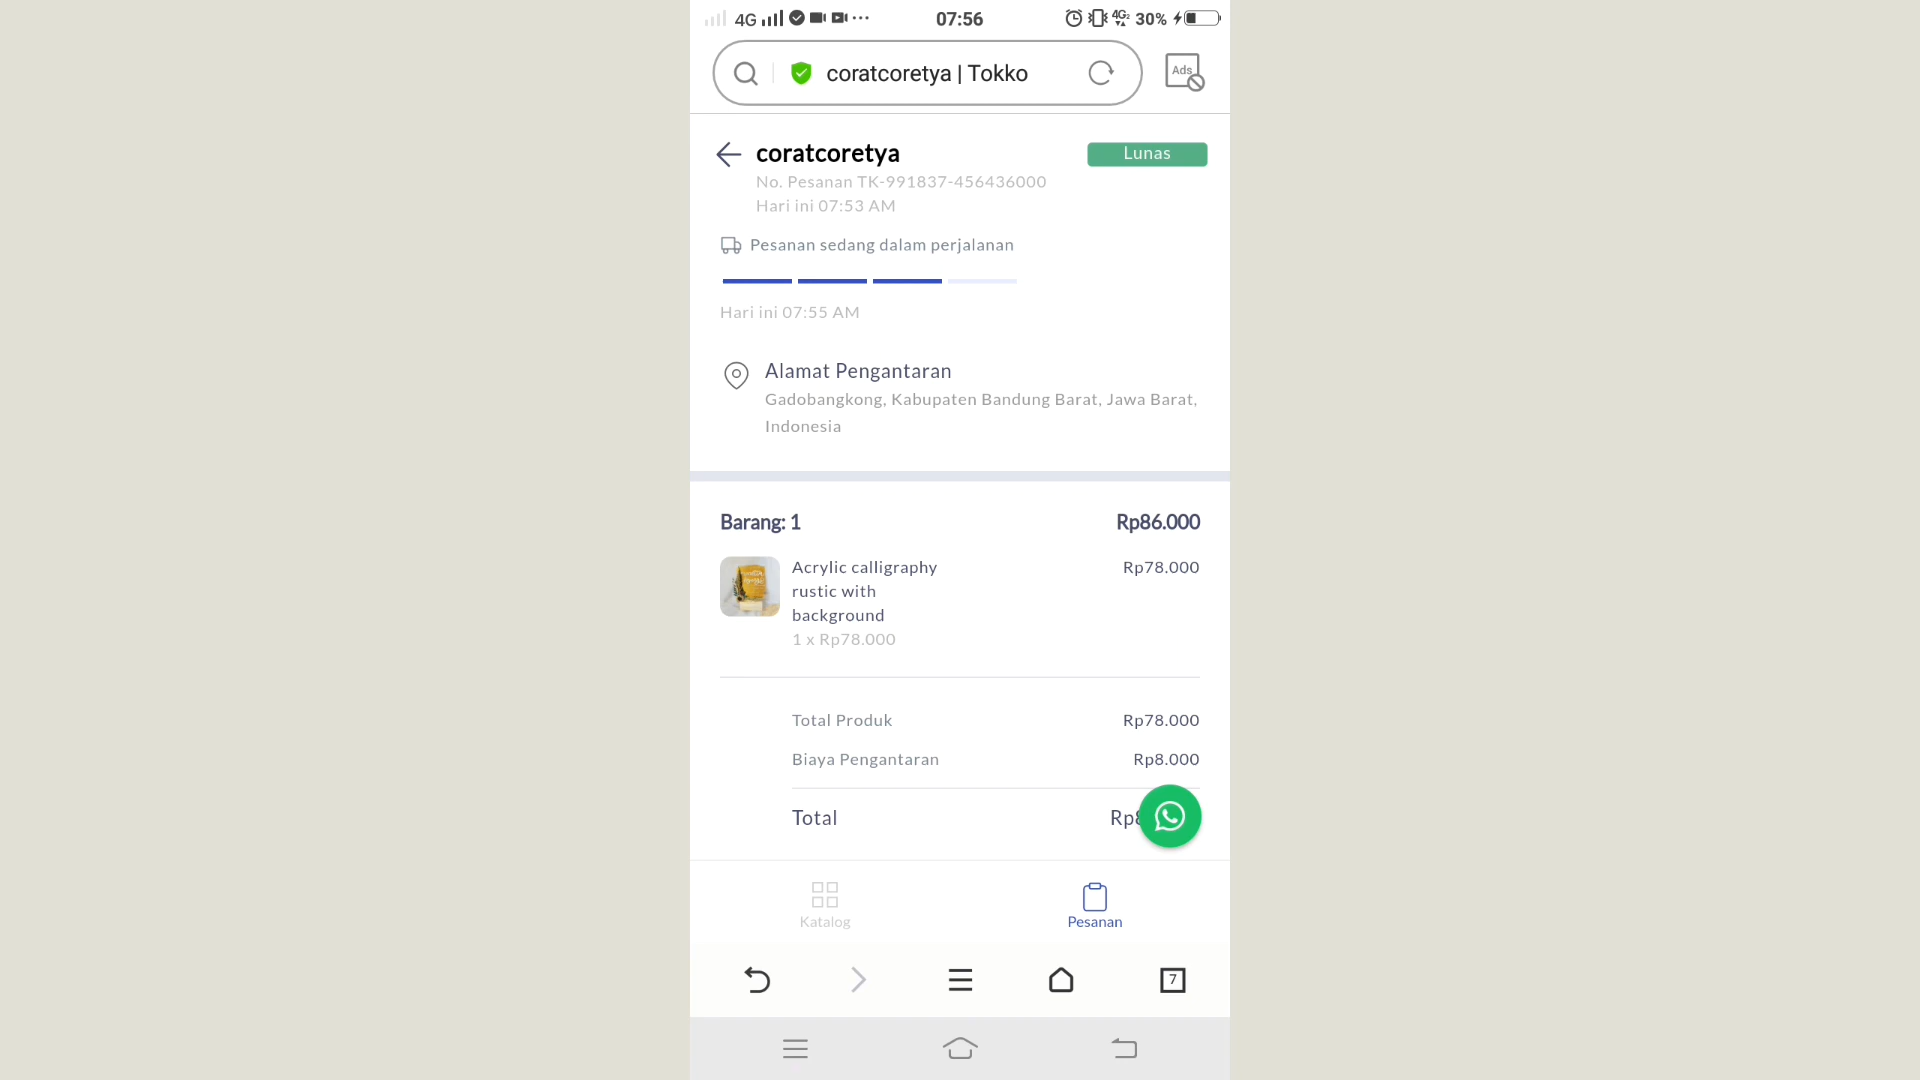 4G 07:56 4G 30%
coratcoretya | Tokko
Ads
coratcoretya
Lunas
No. Pesanan TK-991837-456436000
Hari ini 07:53 AM
Pesanan sedang dalam perjalanan
Hari ini 07:55 AM
Alamat Pengantaran
Gadobangkong, Kabupaten Bandung Barat, Jawa Barat,
Indonesia
Barang: 1 Rp86.000
Acrylic calligraphy Rp78.000
rustic with
background
1 x Rp78.000
Total Produk Rp78.000
Biaya Pengantaran Rp8.000
Total
Katalog Pesanan
7